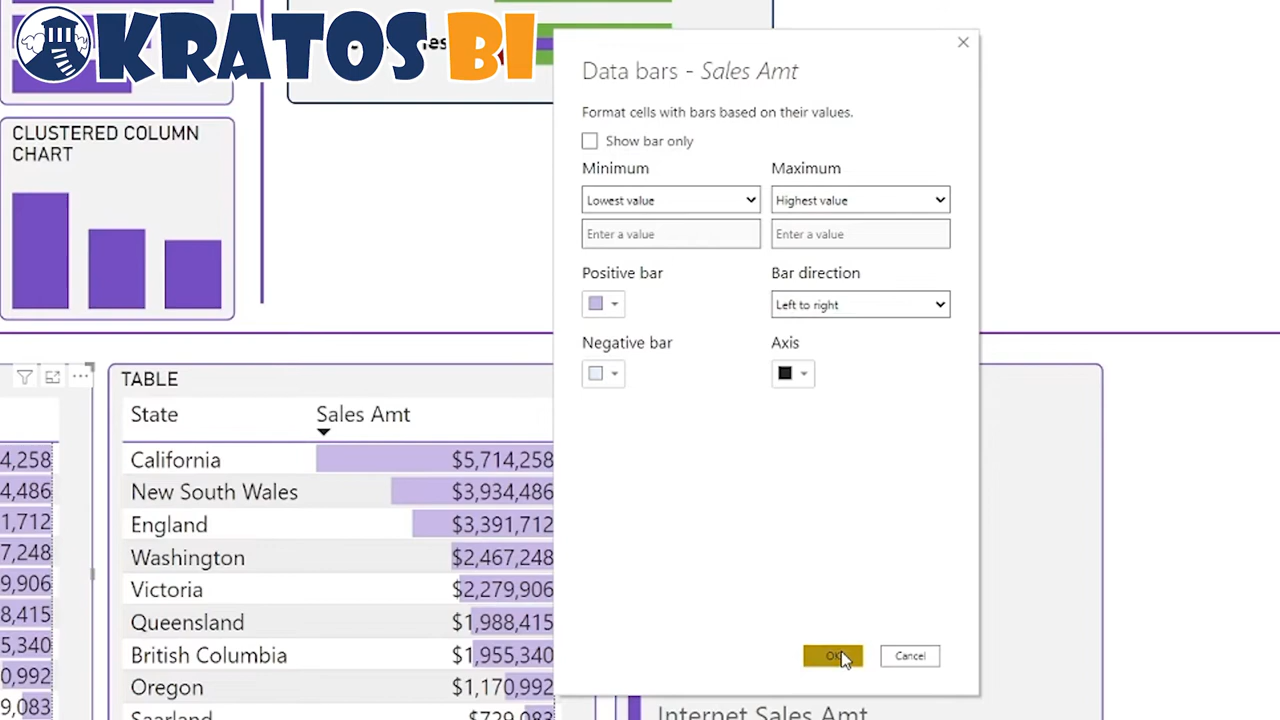 KRATOS BI
Data bars - Sales Amt
Format cells with bars based on their values.
Show bar only
Minimum
Maximum
Lowest value
Highest value
Enter a value
Enter a value
Positive bar
Bar direction
Left to right
Negative bar
Axis
OK
Cancel
CLUSTERED COLUMN
CHART
4,258
4,486
1,712
7,248
9,906
8,415
5,340
0,992
9,083
TABLE
State Sales Amt
California $5,714,258
New South Wales $3,934,486
England $3,391,712
Washington $2,467,248
Victoria $2,279,906
Queensland $1,988,415
British Columbia $1,955,340
Oregon $1,170,992
Saarland $729,083
Internet Sales Amt